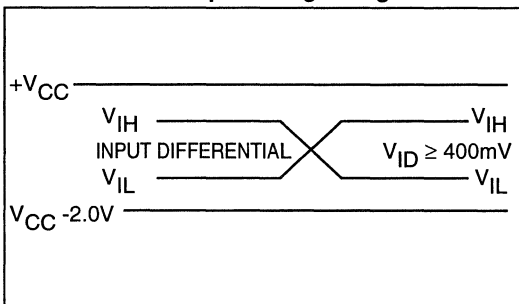 +VCC
VIH VIH
INPUT DIFFERENTIAL VID ≥ 400mV
VIL VIL
VCC -2.0V